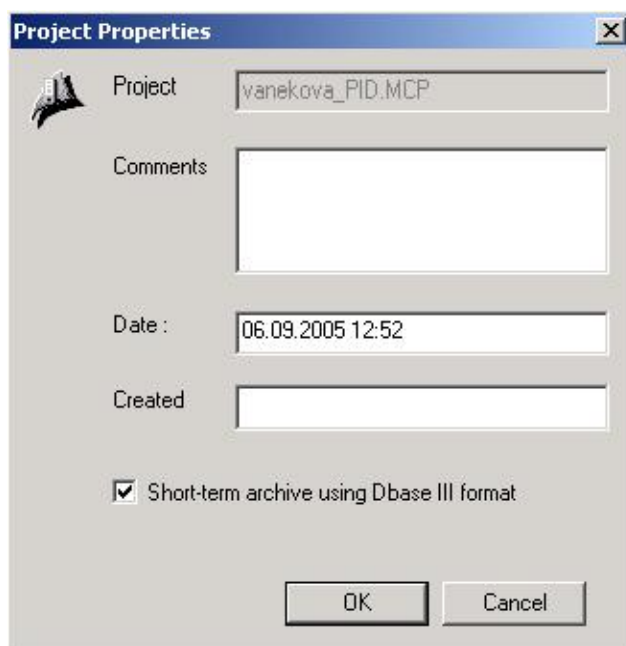 Project Properties
Project vanekova_PID.MCP
Comments
Date : 06.09.2005 12:52
Created
Short-term archive using Dbase III format
OK Cancel